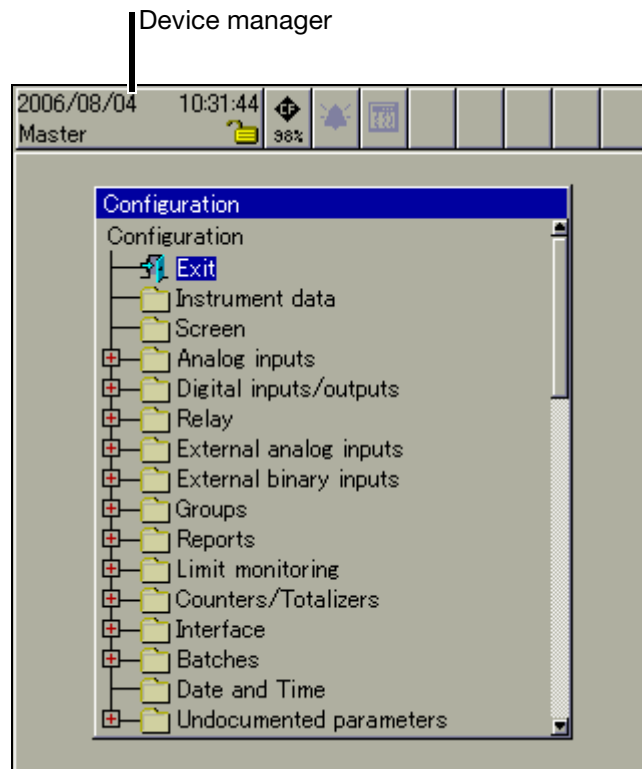 Device manager
2006/08/04 10:31:44
Master
98%
Configuration
Configuration
Exit
Instrument data
Screen
Analog inputs
Digital inputs/outputs
Relay
External analog inputs
External binary inputs
Groups
Reports
Limit monitoring
Counters/Totalizers
Interface
Batches
Date and Time
Undocumented parameters